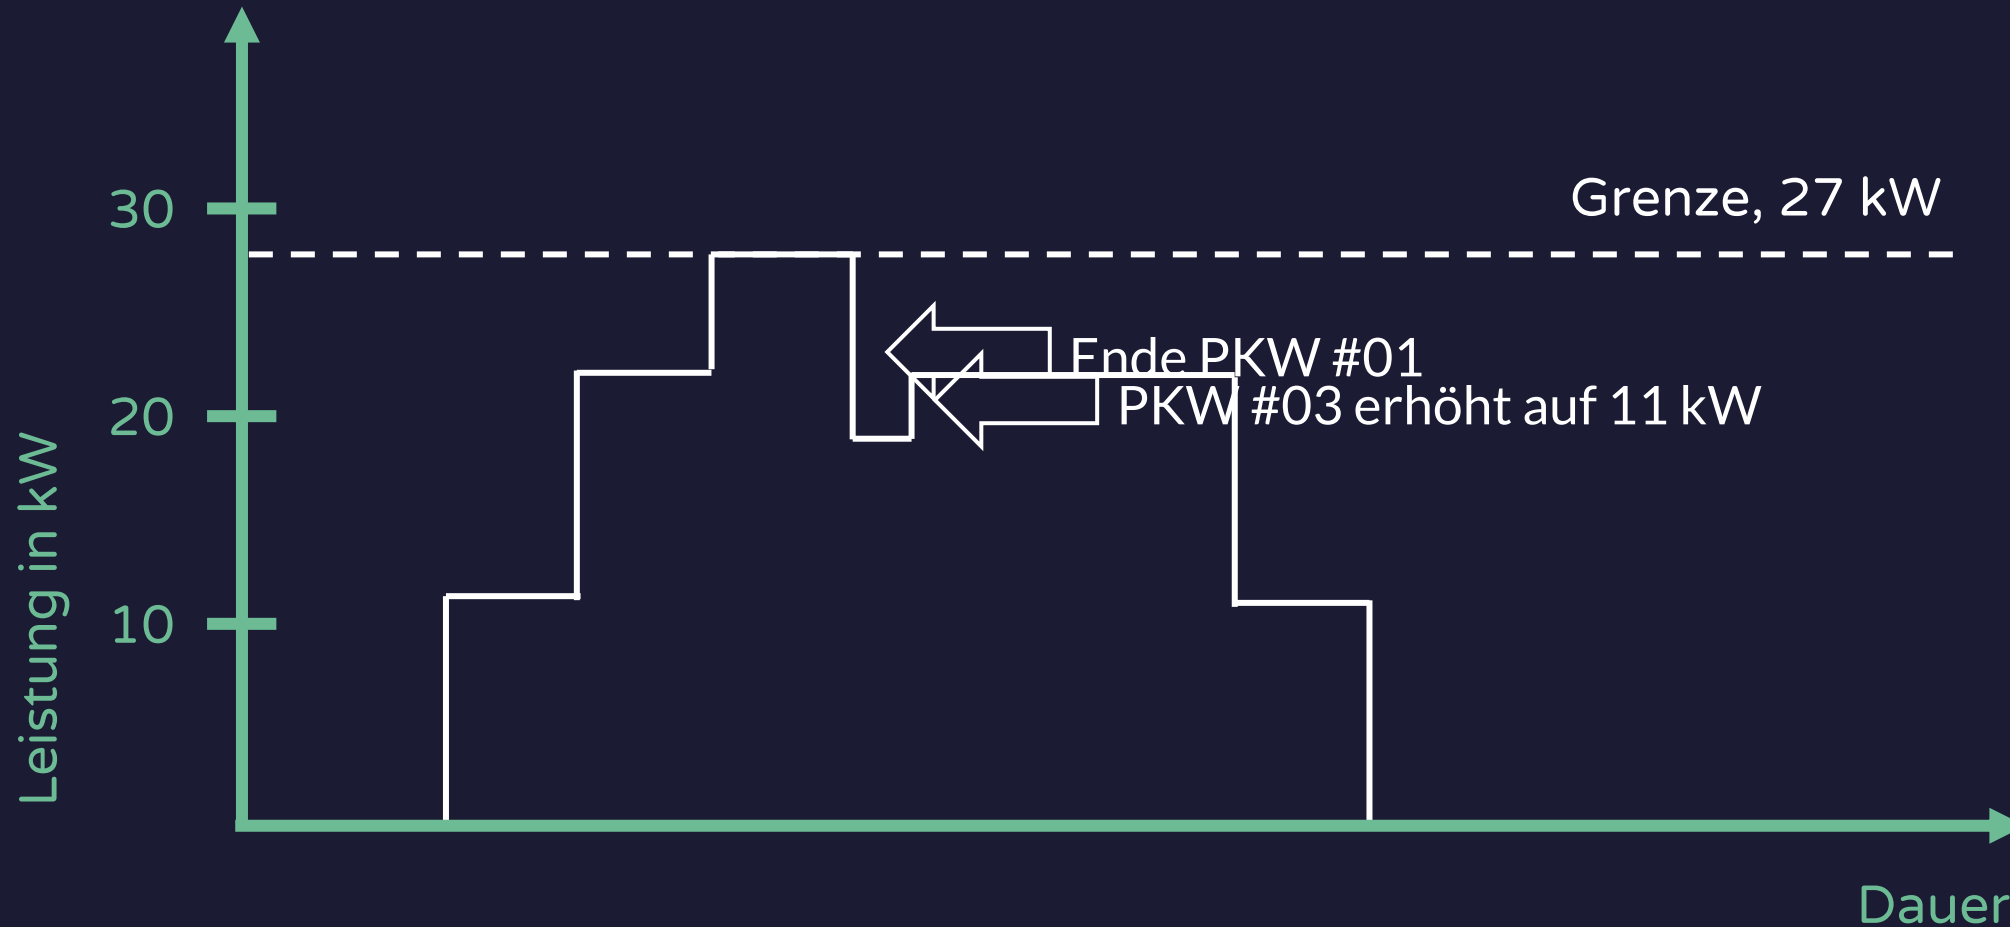 Grenze, 27 kW
30
20
10
Leistung in kW
Ende PKW #01
PKW #03 erhöht auf 11 kW
Dauer